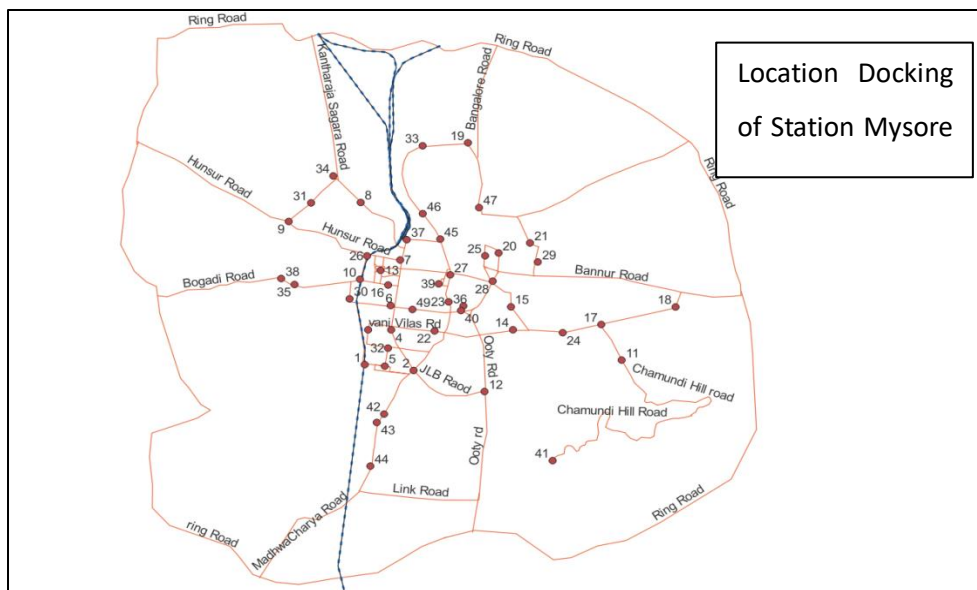 Ring Road
Ring Road
Location Docking
of Station Mysore
Kantharaja Sagara Road
Bangalore Road
33
19
34
Ring Road
Hunsur Road
31
8
46
47
9
Hunsur Road
37
45
21
26
7
25
20
29
13
27
Bannur Road
Bogadi Road
38
10
39
28
35
30
16
6
49
23
36
15
18
40
vani Vilas Rd
14
17
4
22
24
32
Ooty Rd
1
5
2
JLB Raod
11
12
Chamundi Hill road
42
Chamundi Hill Road
43
Ooty rd
41
44
Link Road
Ring Road
ring Road
MadhwaCharya Road